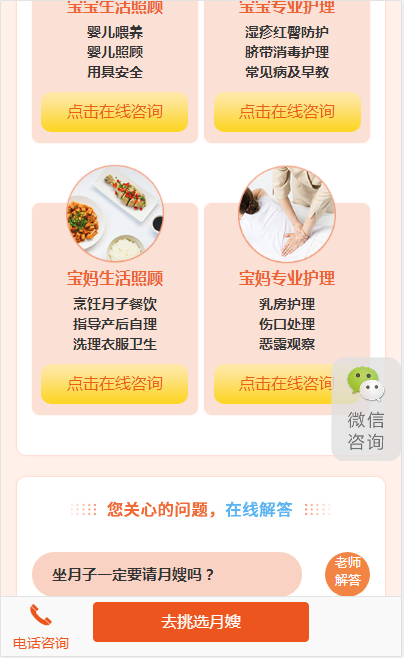 宝宝生活照顾
宝宝专业护理
婴儿喂养
婴儿照顾
用具安全
湿疹红臀防护
脐带消毒护理
常见病及早教
点击在线咨询
点击在线咨询
宝妈生活照顾
宝妈专业护理
烹饪月子餐饮
指导产后自理
洗理衣服卫生
乳房护理
伤口处理
恶露观察
点击在线咨询
点击在线咨询
微信
咨询
您关心的问题，在线解答
坐月子一定要请月嫂吗？
老师
解答
电话咨询
去挑选月嫂